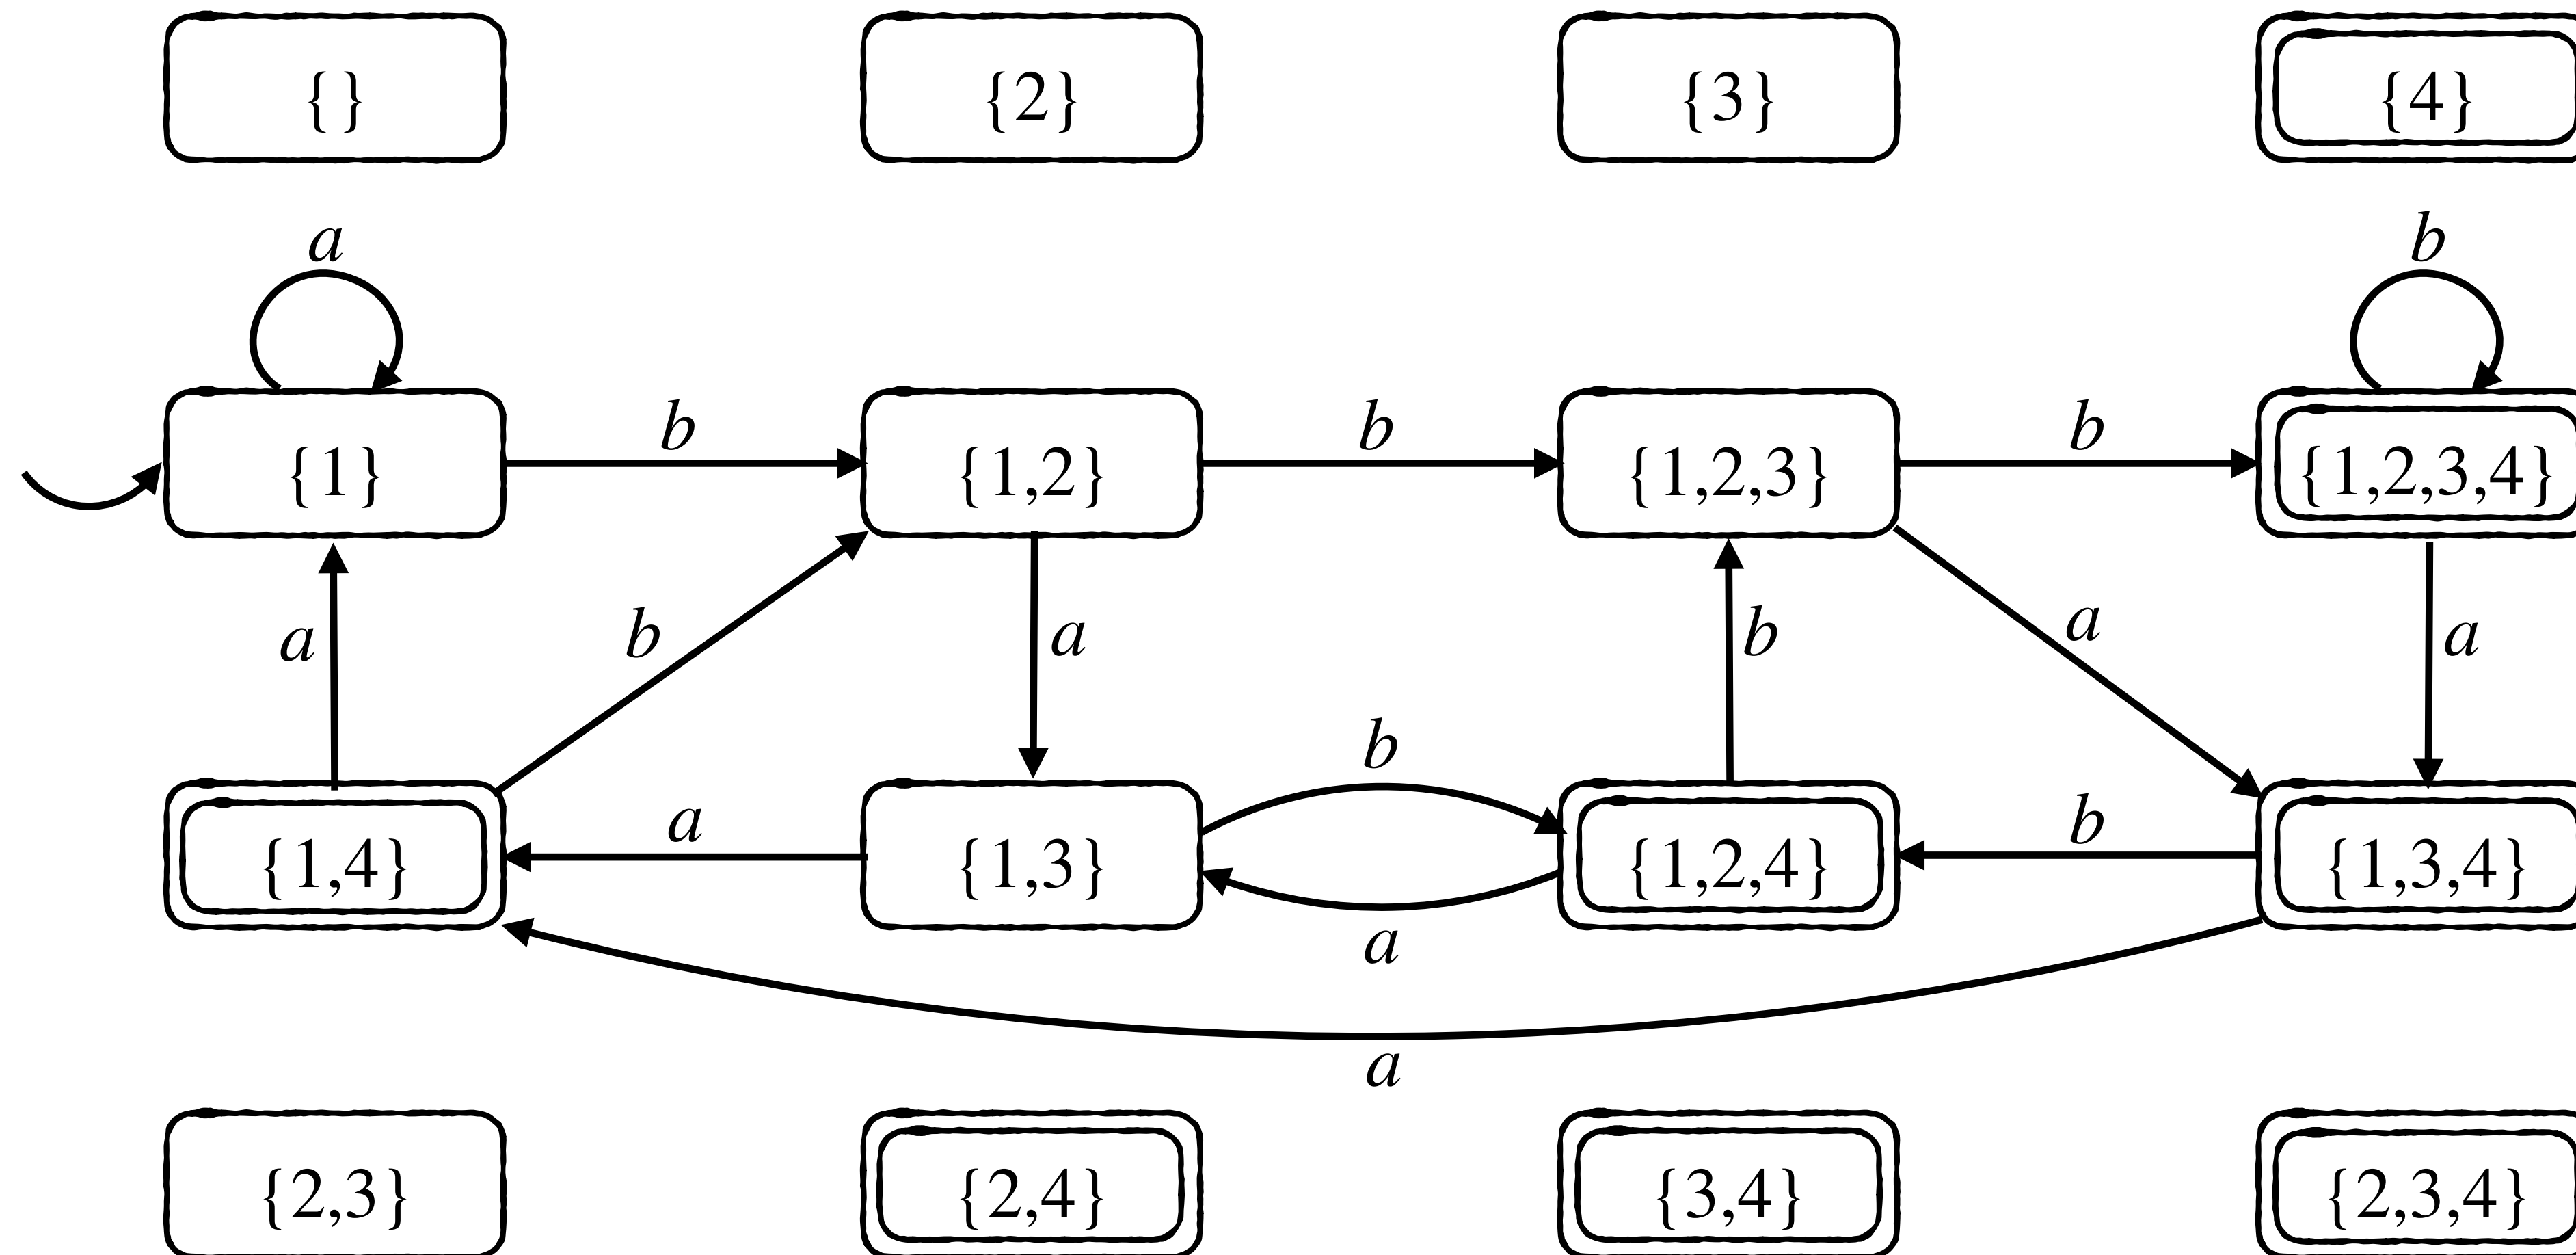 {} {2} {3} {4}
a b
b b b
{1} {1,2} {1,2,3} {1,2,3,4}
a b a b a a
b
a b
{1,4} {1,3} {1,2,4} {1,3,4}
a
a
{2,3} {2,4} {3,4} {2,3,4}